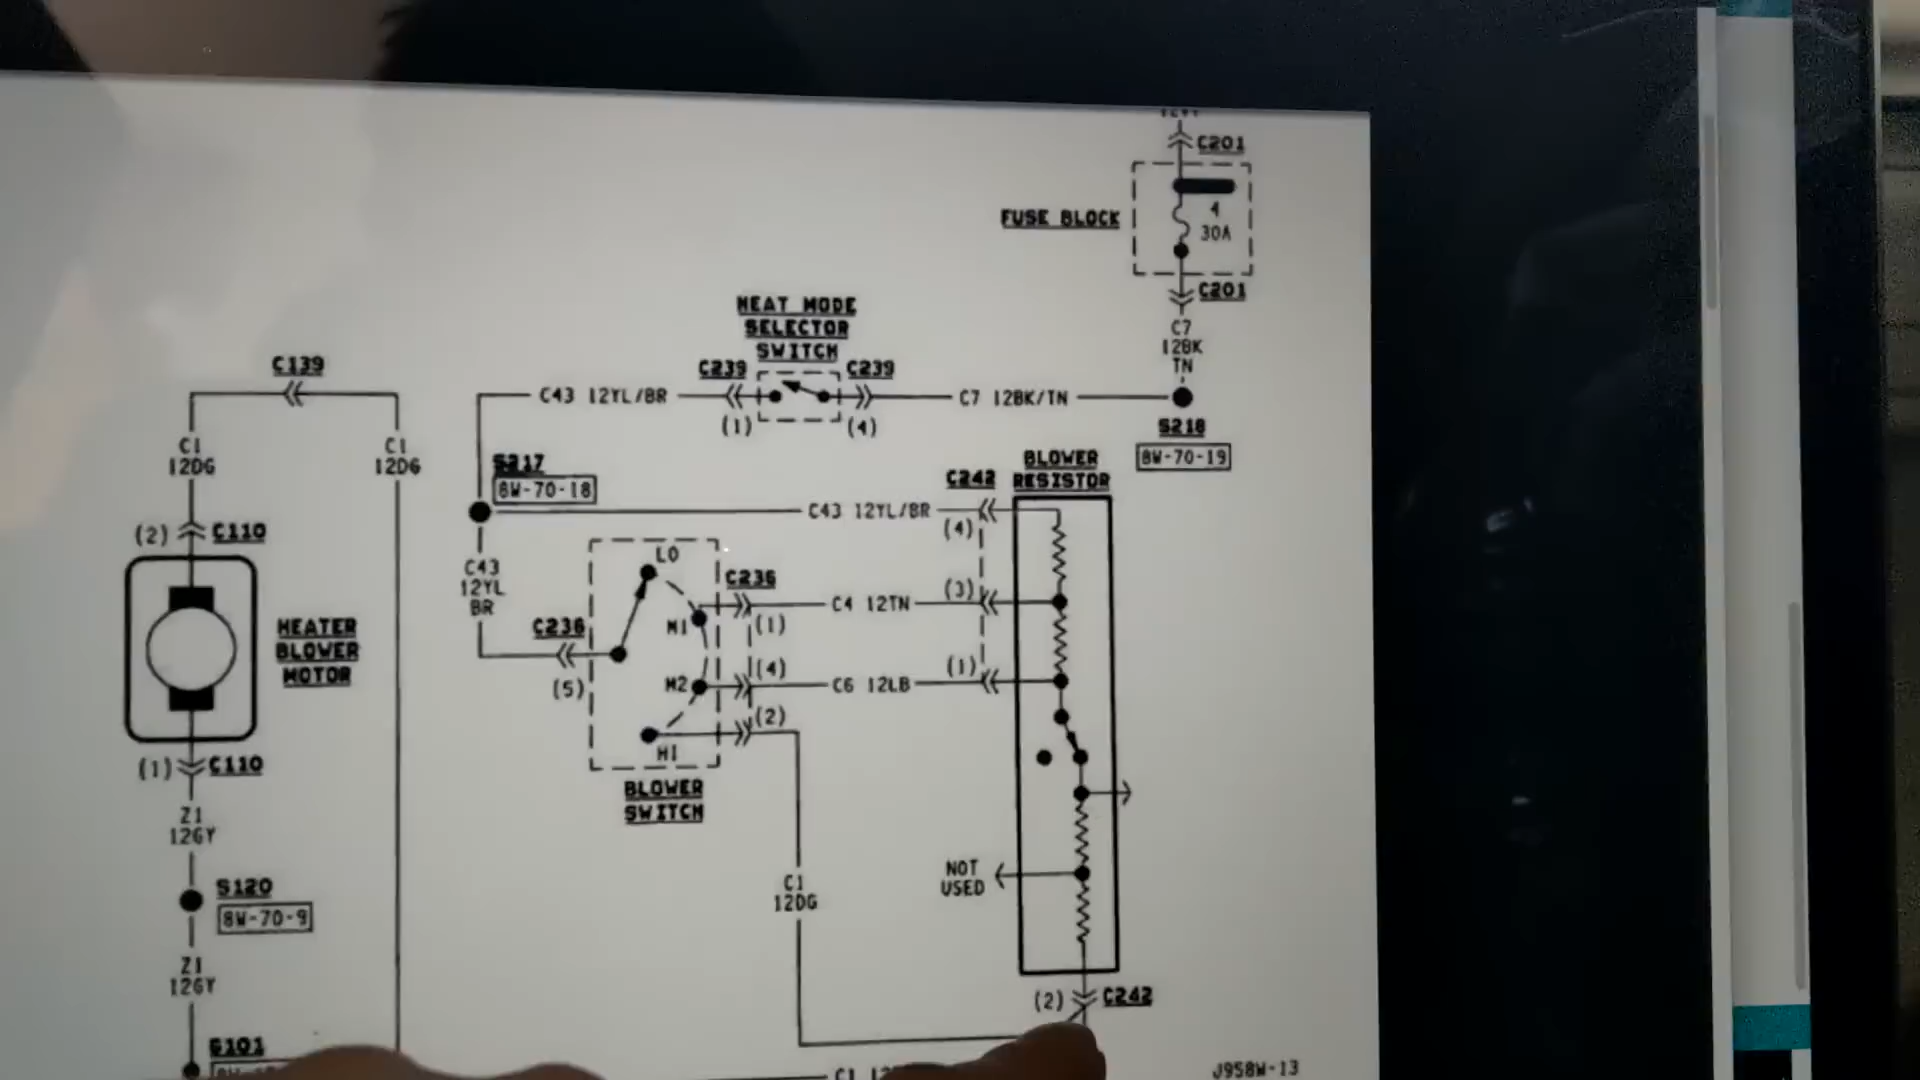 C201
FUSE BLOCK
4
30A
C201
C7
12BK
TN
HEAT MODE
SELECTOR
SWITCH
C139
C239
C239
C43 12YL/BR
C7 12BK/TN
(1)
(4)
S218
8W-70-19
C1
12DG
C1
12DG
S217
8W-70-18
BLOWER
RESISTOR
C242
C43 12YL/BR
(4)
(2)
C110
LO
C43
12YL
BR
C236
C4 12TN
(3)
M1
(1)
C236
HEATER
BLOWER
MOTOR
(5)
M2
(4)
C6 12LB
(1)
(2)
HI
(1)
C110
BLOWER
SWITCH
Z1
12GY
NOT
USED
C1
12DG
S120
8W-70-9
Z1
12GY
(2)
C242
G101
C1
J958W-13